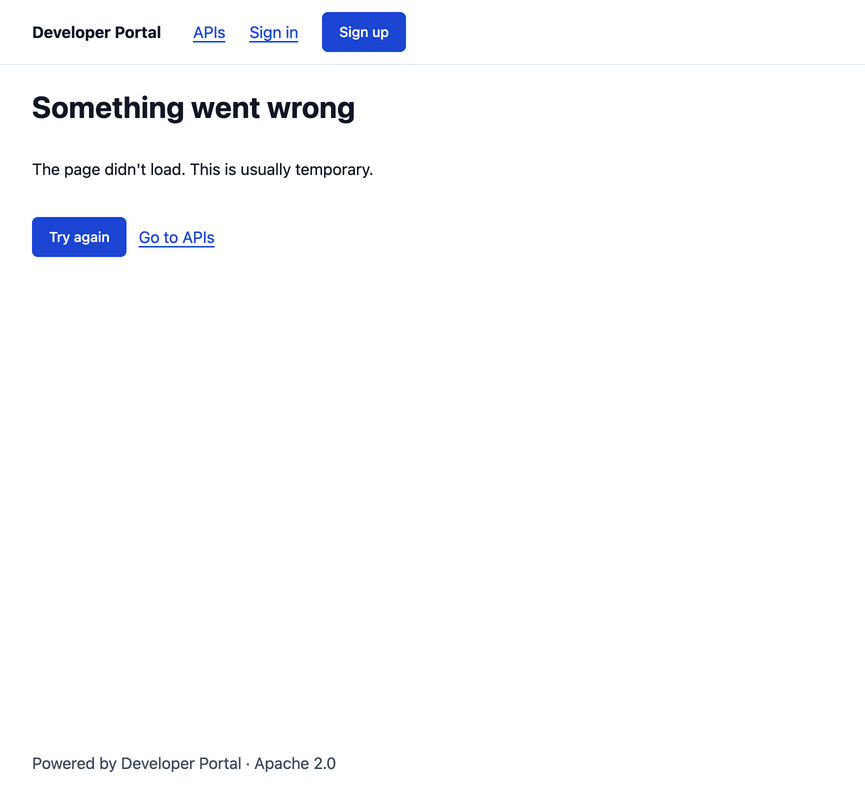 Developer Portal APIs Sign in Sign up
Something went wrong
The page didn't load. This is usually temporary.
Try again Go to APIs
Powered by Developer Portal · Apache 2.0